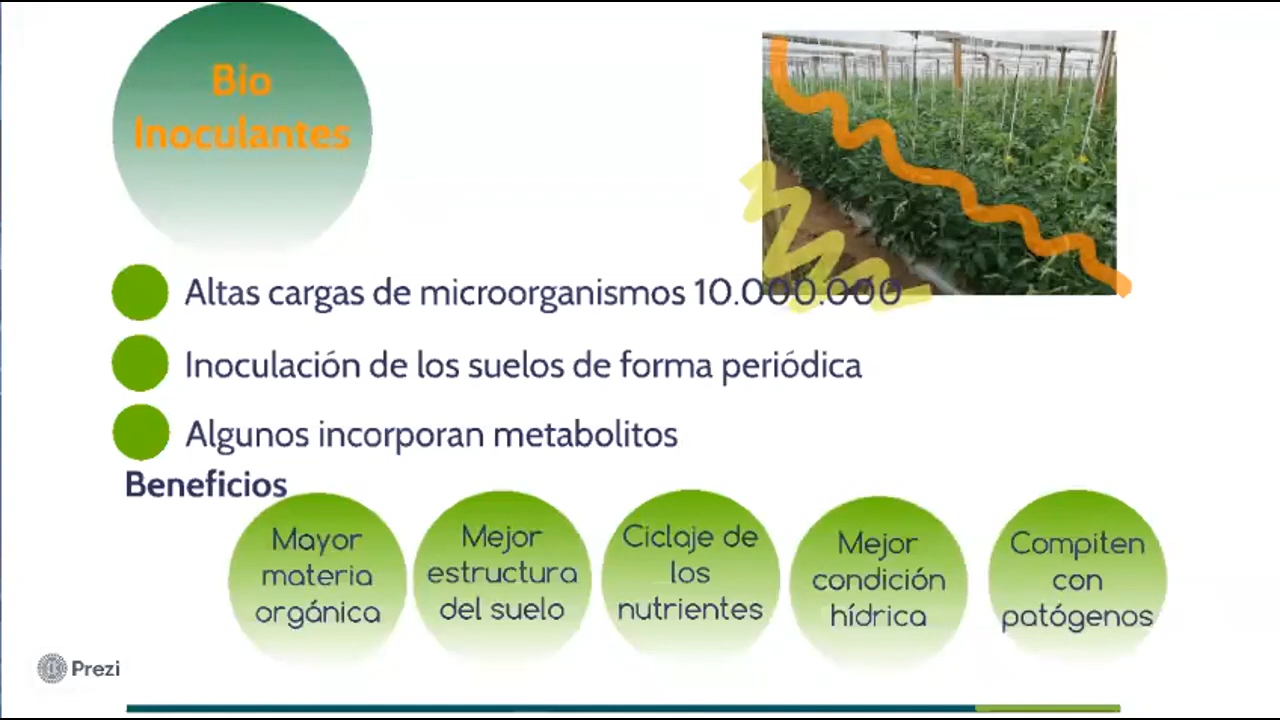 Bio
Inoculantes
Altas cargas de microorganismos 10.000.000
Inoculación de los suelos de forma periódica
Algunos incorporan metabolitos
Beneficios
Mayor
materia
orgánica
Mejor
estructura
del suelo
Ciclaje de
los
nutrientes
Mejor
condición
hídrica
Compiten
con
patógenos
Prezi